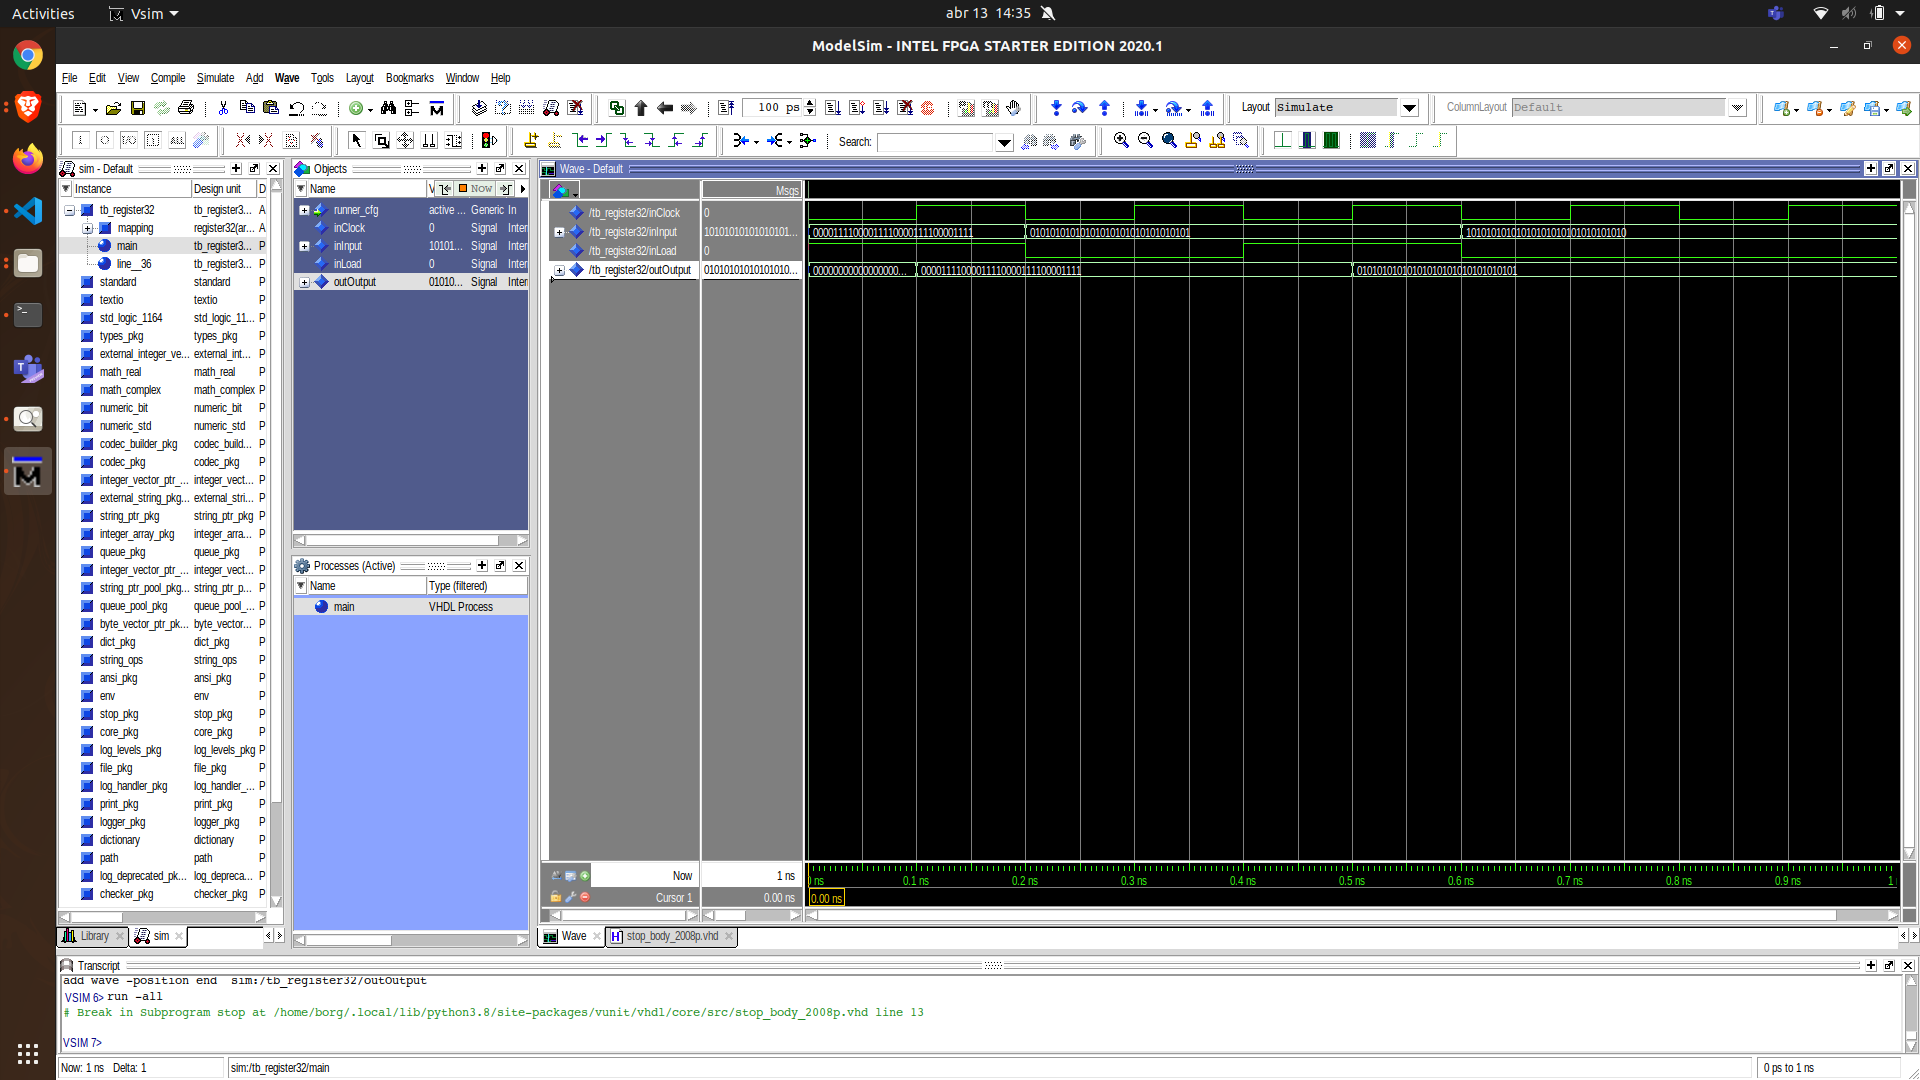 Activities
Vsim
abr 13 14:35
ModelSim - INTEL FPGA STARTER EDITION 2020.1
File Edit View Compile Simulate Add Wave Tools Layout Bookmarks Window Help
100 ps
Layout Simulate
ColumnLayout Default
Search:
sim - Default
Instance Design unit D
tb_register32 tb_register3... A
mapping register32(ar... A
main tb_register3... P
line__36 tb_register3... P
standard standard P
textio textio P
std_logic_1164 std_logic_11... P
types_pkg types_pkg P
external_integer_ve... external_int... P
math_real math_real P
math_complex math_complex P
numeric_bit numeric_bit P
numeric_std numeric_std P
codec_builder_pkg codec_build... P
codec_pkg codec_pkg P
integer_vector_ptr_... integer_vect... P
external_string_pkg... external_stri... P
string_ptr_pkg string_ptr_pkg P
integer_array_pkg integer_arra... P
queue_pkg queue_pkg P
integer_vector_ptr_... integer_vect... P
string_ptr_pool_pkg... string_ptr_p... P
queue_pool_pkg queue_pool_... P
byte_vector_ptr_pk... byte_vector... P
dict_pkg dict_pkg P
string_ops string_ops P
ansi_pkg ansi_pkg P
env env P
stop_pkg stop_pkg P
core_pkg core_pkg P
log_levels_pkg log_levels_pkg P
file_pkg file_pkg P
log_handler_pkg log_handler_... P
print_pkg print_pkg P
logger_pkg logger_pkg P
dictionary dictionary P
path path P
log_deprecated_pk... log_depreca... P
checker_pkg checker_pkg P
Library sim
Objects
Name V Now
runner_cfg active ... Generic In
inClock 0 Signal Inter
inInput 10101... Signal Inter
inLoad 0 Signal Inter
outOutput 01010... Signal Inter
Processes (Active)
Name Type (filtered)
main VHDL Process
Wave - Default
Msgs
/tb_register32/inClock 0
/tb_register32/inInput 10101010101010101... 00001111000011110000111100001111 01010101010101010101010101010101 10101010101010101010101010101010
/tb_register32/inLoad 0
/tb_register32/outOutput 01010101010101010... 00000000000000000... 00001111000011110000111100001111 01010101010101010101010101010101
Now 1 ns
ns 0.1 ns 0.2 ns 0.3 ns 0.4 ns 0.5 ns 0.6 ns 0.7 ns 0.8 ns 0.9 ns 1
Cursor 1 0.00 ns 0.00 ns
Wave stop_body_2008p.vhd
Transcript
add wave -position end sim:/tb_register32/outOutput
VSIM 6> run -all
# Break in Subprogram stop at /home/borg/.local/lib/python3.8/site-packages/vunit/vhdl/core/src/stop_body_2008p.vhd line 13
VSIM 7>
Now: 1 ns Delta: 1
sim:/tb_register32/main
0 ps to 1 ns